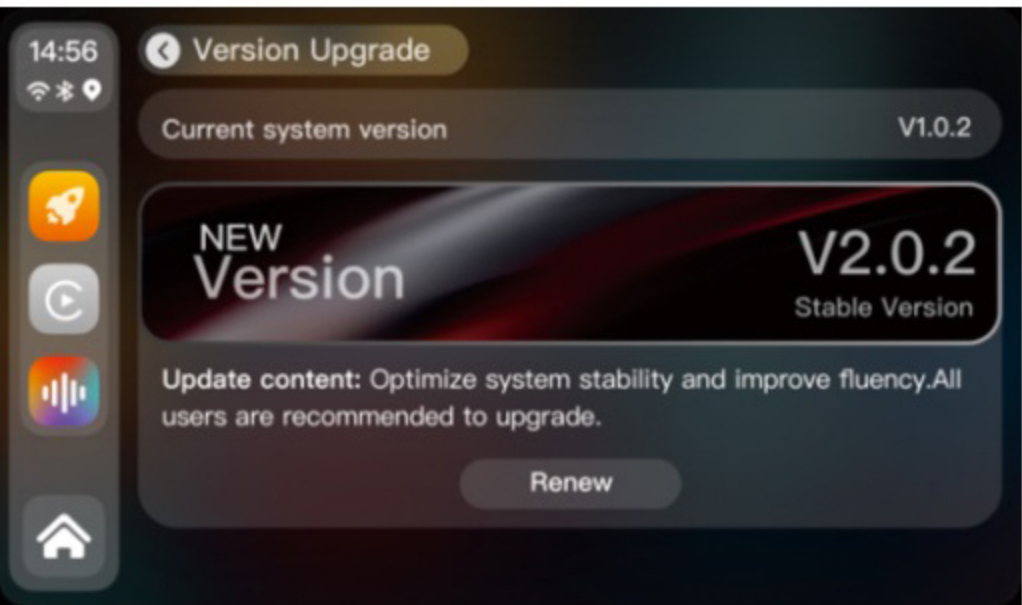 14:56
Version Upgrade
Current system version
V1.0.2
NEW
Version
V2.0.2
Stable Version
Update content: Optimize system stability and improve fluency.All
users are recommended to upgrade.
Renew